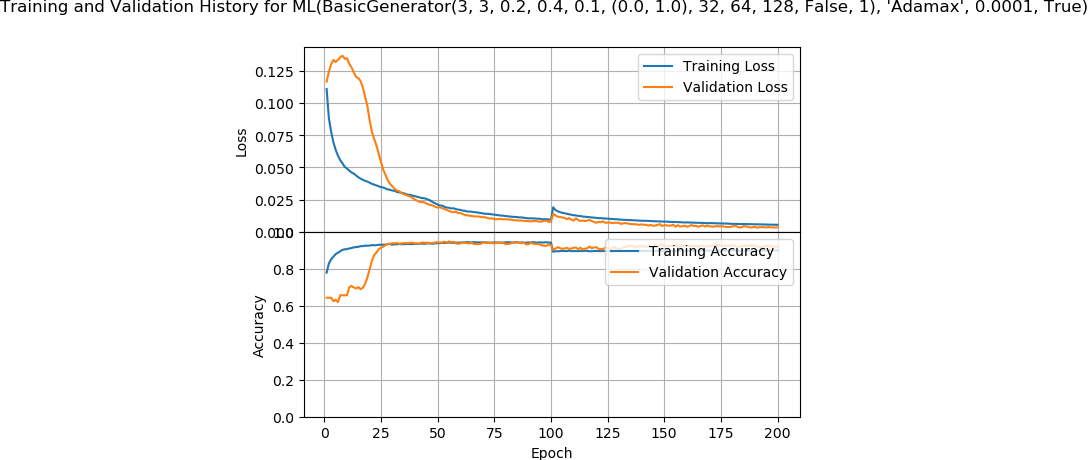 Training and Validation History for ML(BasicGenerator(3, 3, 0.2, 0.4, 0.1, (0.0, 1.0), 32, 64, 128, False, 1), 'Adamax', 0.0001, True)
Training Loss
Validation Loss
0.125
0.100
0.075
0.050
0.025
0.000
Loss
Training Accuracy
Validation Accuracy
1.0
0.8
0.6
0.4
0.2
0.0
Accuracy
0 25 50 75 100 125 150 175 200
Epoch